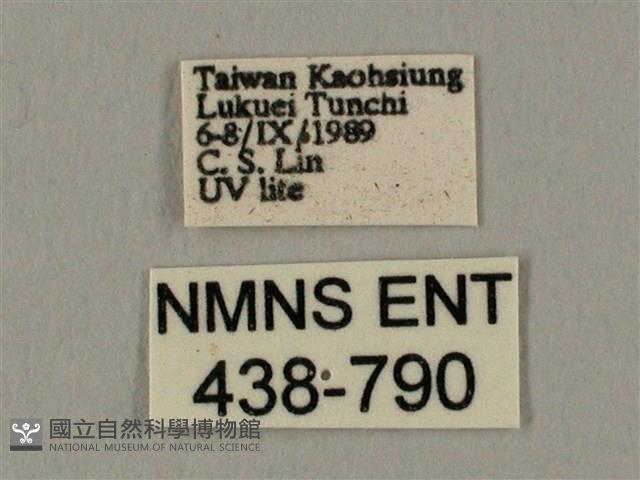 Taiwan Kaohsiung
Lukuei Tunchi
6-8/IX/1989
C. S. Lin
UV lite
NMNS ENT
438-790
國立自然科學博物館
NATIONAL MUSEUM OF NATURAL SCIENCE